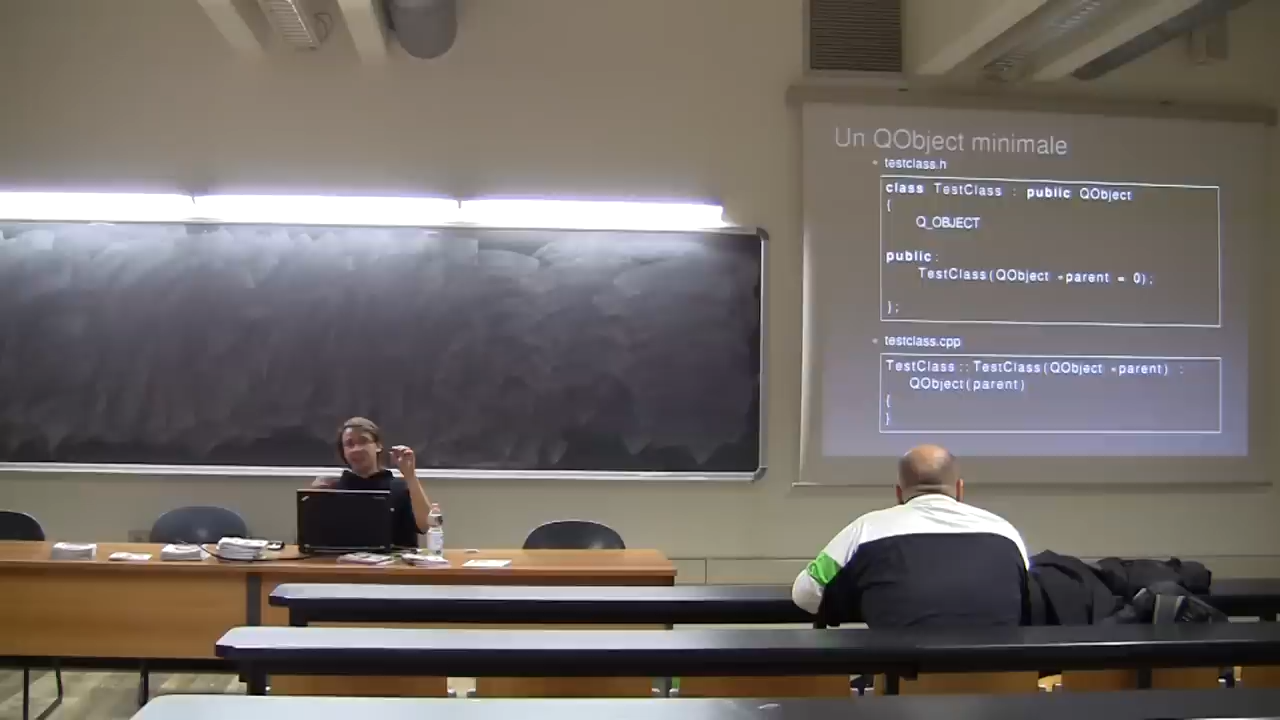 Un QObject minimale
testclass.h
class TestClass : public QObject
{
Q_OBJECT
public:
TestClass(QObject *parent = 0);
};
testclass.cpp
TestClass::TestClass(QObject *parent) :
QObject(parent)
{
}